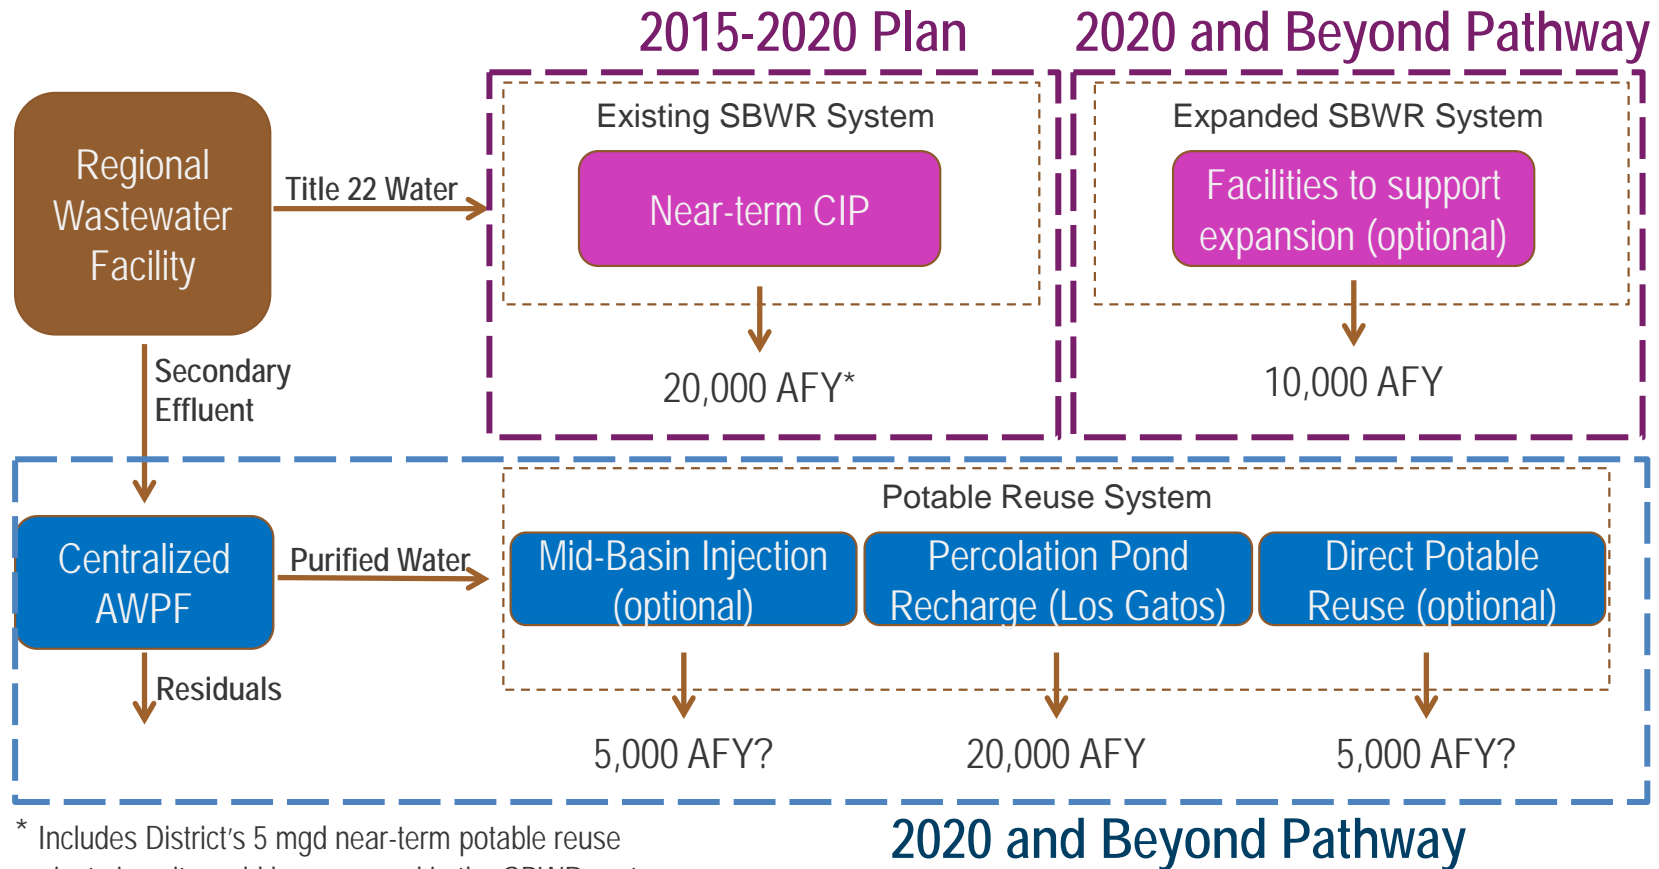 2015-2020 Plan
2020 and Beyond Pathway
Existing SBWR System
Expanded SBWR System
Regional
Wastewater
Facility
Title 22 Water
Near-term CIP
Facilities to support
expansion (optional)
20,000 AFY*
10,000 AFY
Secondary
Effluent
Potable Reuse System
Centralized
AWPF
Purified Water
Mid-Basin Injection
(optional)
Percolation Pond
Recharge (Los Gatos)
Direct Potable
Reuse (optional)
Residuals
5,000 AFY?
20,000 AFY
5,000 AFY?
2020 and Beyond Pathway
* Includes District's 5 mgd near-term potable reuse